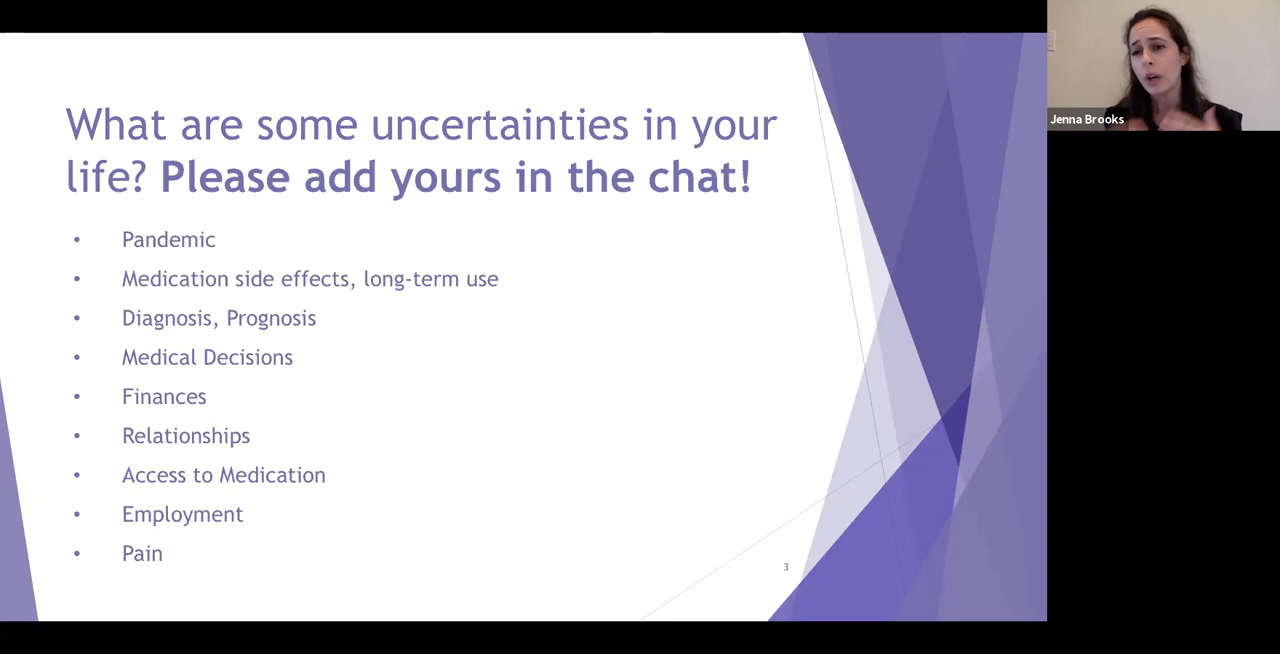 What are some uncertainties in your
life? Please add yours in the chat!
• Pandemic
• Medication side effects, long-term use
• Diagnosis, Prognosis
• Medical Decisions
• Finances
• Relationships
• Access to Medication
• Employment
• Pain
3
Jenna Brooks